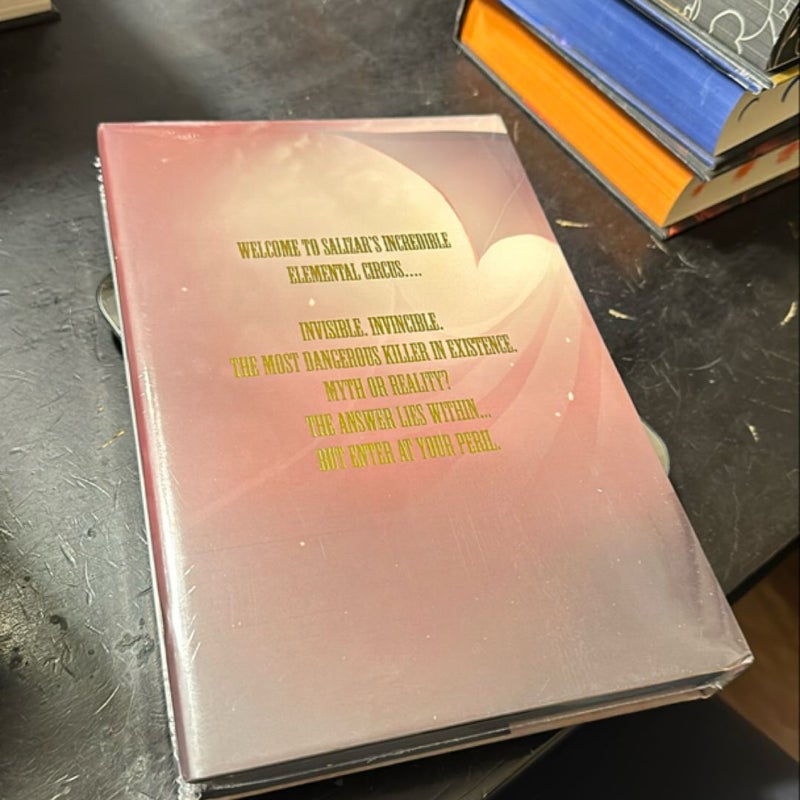 WELCOME TO SALIZAR'S INCREDIBLE
ELEMENTAL CIRCUS....
INVISIBLE. INVINCIBLE.
THE MOST DANGEROUS KILLER IN EXISTENCE.
MYTH OR REALITY?
THE ANSWER LIES WITHIN...
BUT ENTER AT YOUR PERIL.